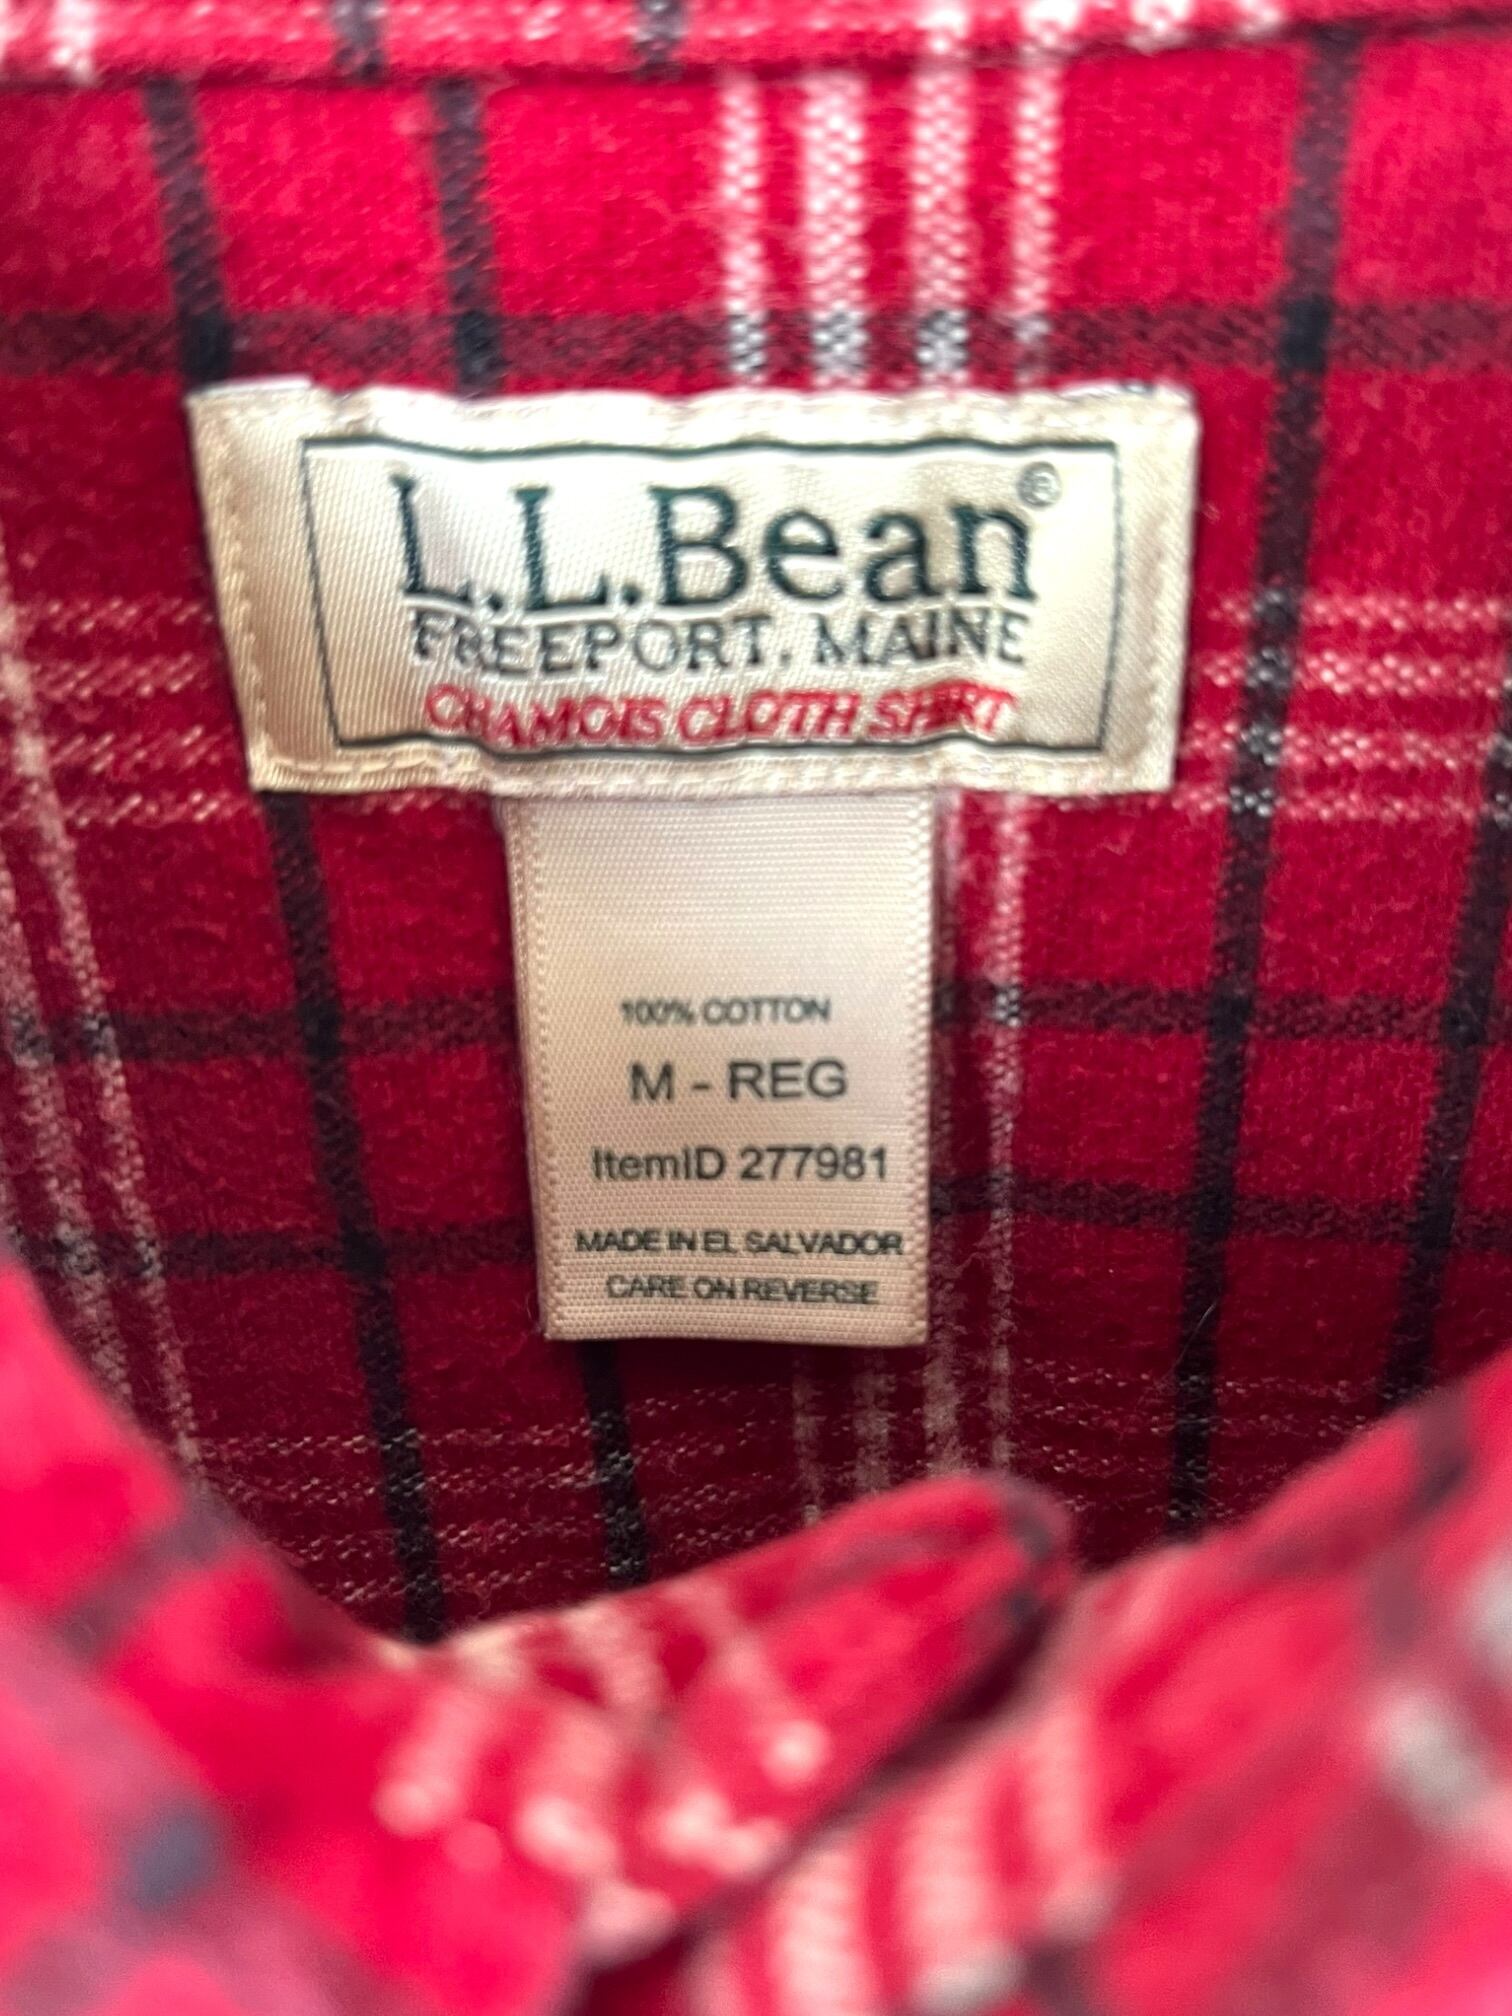 L.L.Bean®
FREEPORT, MAINE
CHAMOIS CLOTH SHIRT
100% COTTON
M - REG
ItemID 277981
MADE IN EL SALVADOR
CARE ON REVERSE